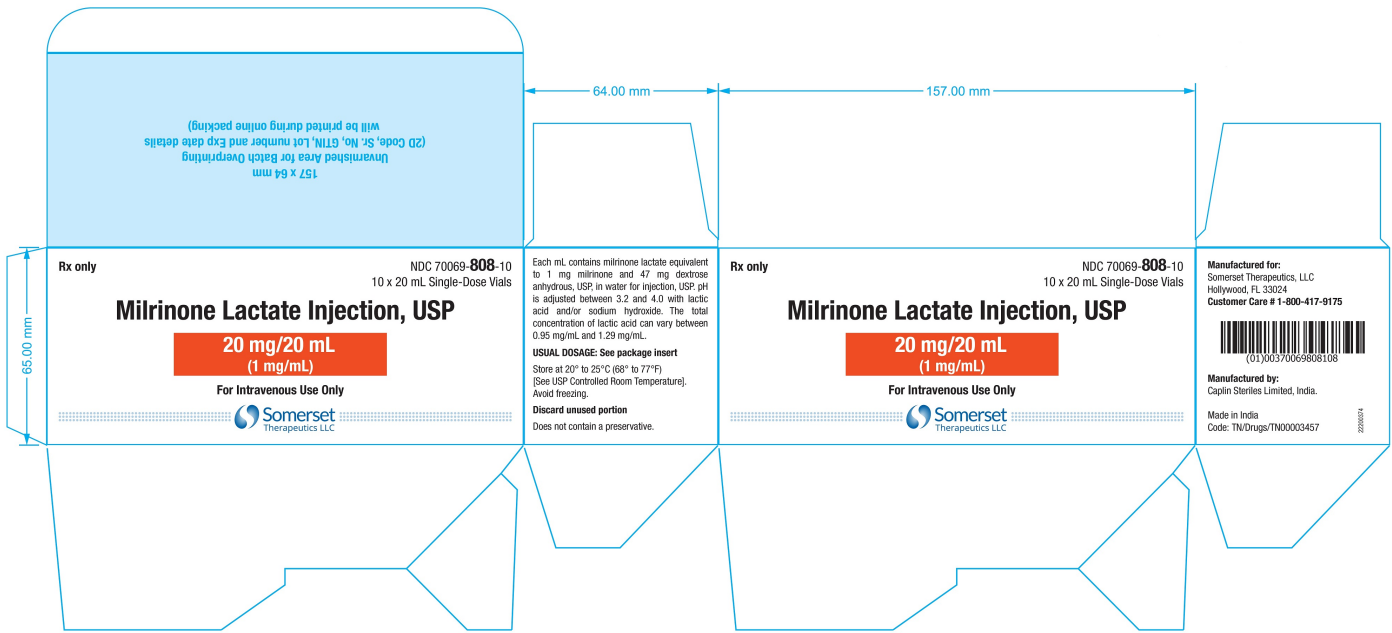 157 x 64 mm
Unvarnished Area for Batch Overprinting
(2D Code, Sr. No, GTIN, Lot number and Exp date details
will be printed during online packing)
64.00 mm
157.00 mm
65.00 mm
Rx only
NDC 70069-808-10
10 x 20 mL Single-Dose Vials
Milrinone Lactate Injection, USP
20 mg/20 mL
(1 mg/mL)
For Intravenous Use Only
Somerset
Therapeutics LLC
Each mL contains milrinone lactate equivalent
to 1 mg milrinone and 47 mg dextrose
anhydrous, USP, in water for injection, USP. pH
is adjusted between 3.2 and 4.0 with lactic
acid and/or sodium hydroxide. The total
concentration of lactic acid can vary between
0.95 mg/mL and 1.29 mg/mL.
USUAL DOSAGE: See package insert
Store at 20° to 25°C (68° to 77°F)
[See USP Controlled Room Temperature].
Avoid freezing.
Discard unused portion
Does not contain a preservative.
Rx only
NDC 70069-808-10
10 x 20 mL Single-Dose Vials
Milrinone Lactate Injection, USP
20 mg/20 mL
(1 mg/mL)
For Intravenous Use Only
Somerset
Therapeutics LLC
Manufactured for:
Somerset Therapeutics, LLC
Hollywood, FL 33024
Customer Care # 1-800-417-9175
(01)00370069808108
Manufactured by:
Caplin Steriles Limited, India.
Made in India
Code: TN/Drugs/TN00003457
22200374